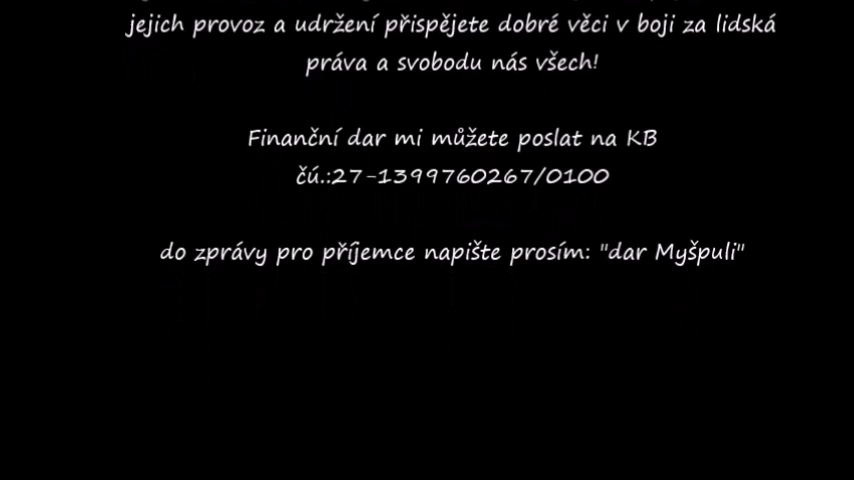 jejich provoz a udržení přispějete dobré věci v boji za lidská
práva a svobodu nás všech!
Finanční dar mi můžete poslat na KB
čú.:27-1399760267/0100
do zprávy pro příjemce napište prosím: "dar Myšpuli"